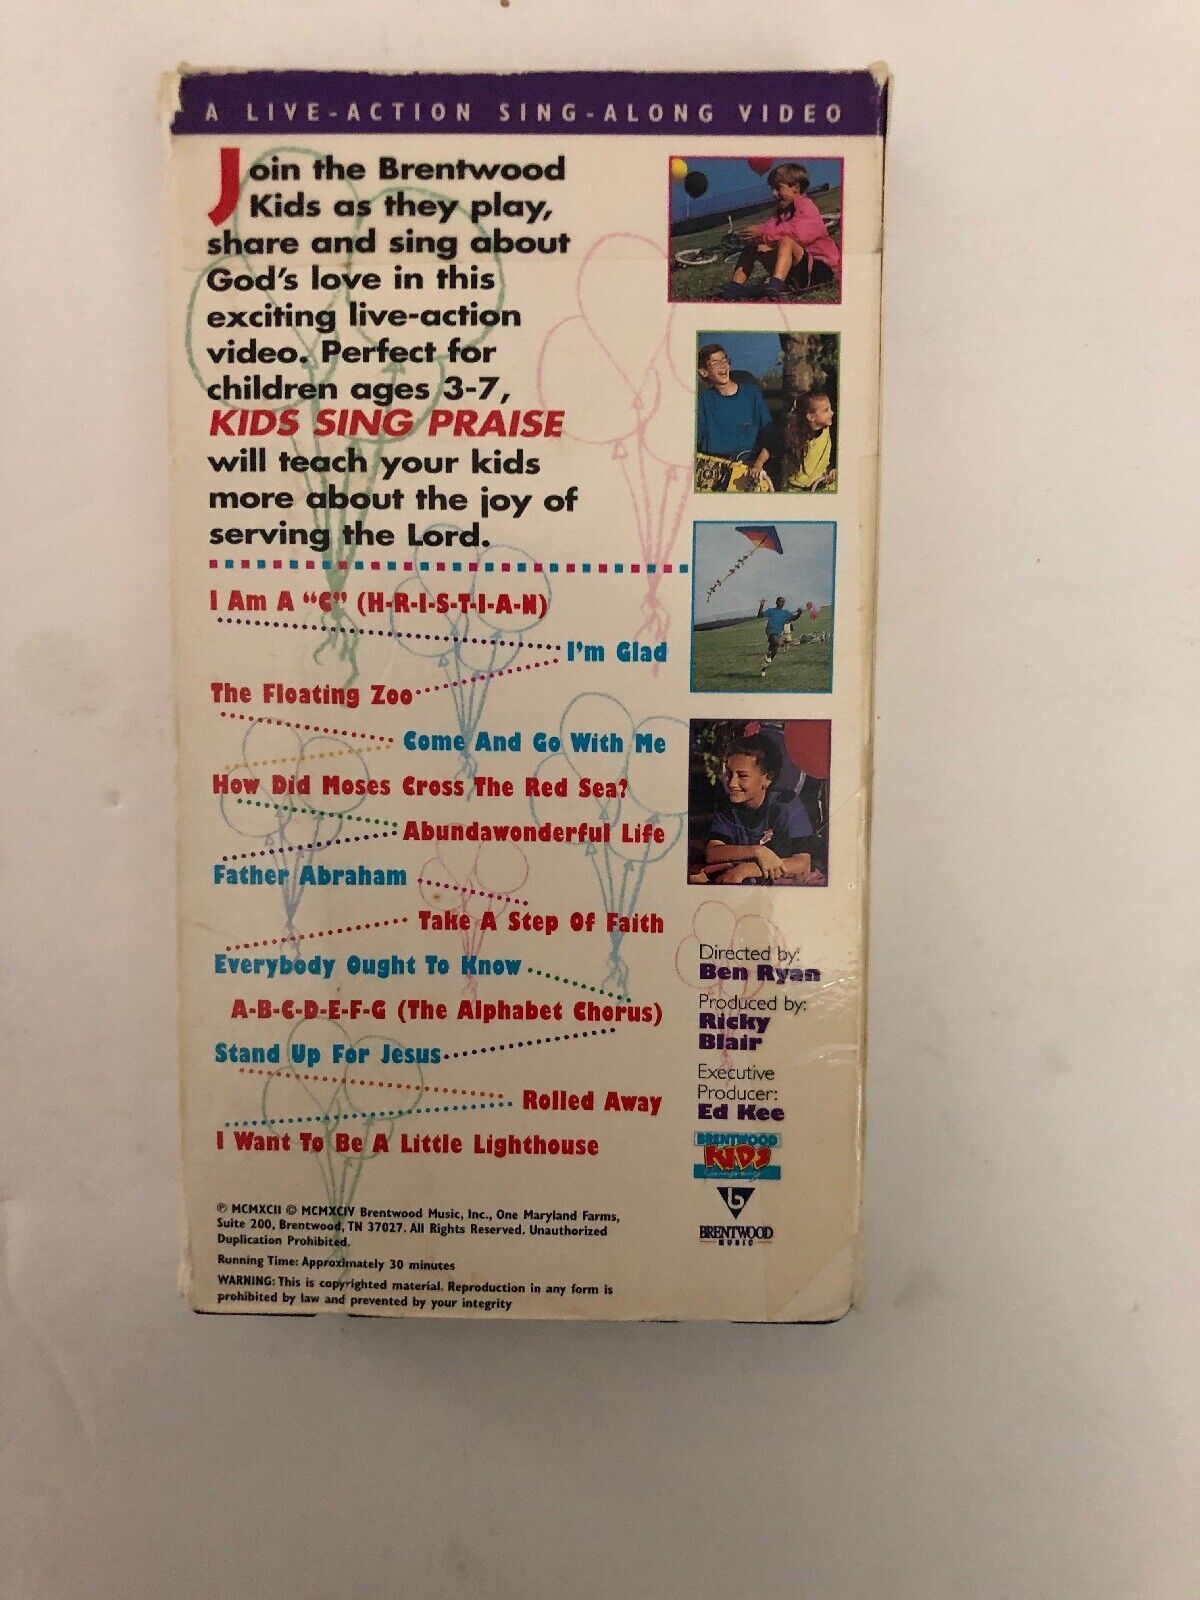 A LIVE-ACTION SING-ALONG VIDEO
Join the Brentwood
Kids as they play,
share and sing about
God's love in this
exciting live-action
video. Perfect for
children ages 3-7,
KIDS SING PRAISE
will teach your kids
more about the joy of
serving the Lord.
I Am A "C" (H-R-I-S-T-I-A-N)
I'm Glad
The Floating Zoo
Come And Go With Me
How Did Moses Cross The Red Sea?
Abundawonderful Life
Father Abraham
Take A Step Of Faith
Everybody Ought To Know
A-B-C-D-E-F-G (The Alphabet Chorus)
Stand Up For Jesus
Rolled Away
I Want To Be A Little Lighthouse
Directed by:
Ben Ryan
Produced by:
Ricky
Blair
Executive
Producer:
Ed Kee
BRENTWOOD
KIDS
Company
b
BRENTWOOD
MUSIC
℗ MCMXCII © MCMXCIV Brentwood Music, Inc., One Maryland Farms,
Suite 200, Brentwood, TN 37027. All Rights Reserved. Unauthorized
Duplication Prohibited.
Running Time: Approximately 30 minutes
WARNING: This is copyrighted material. Reproduction in any form is
prohibited by law and prevented by your integrity